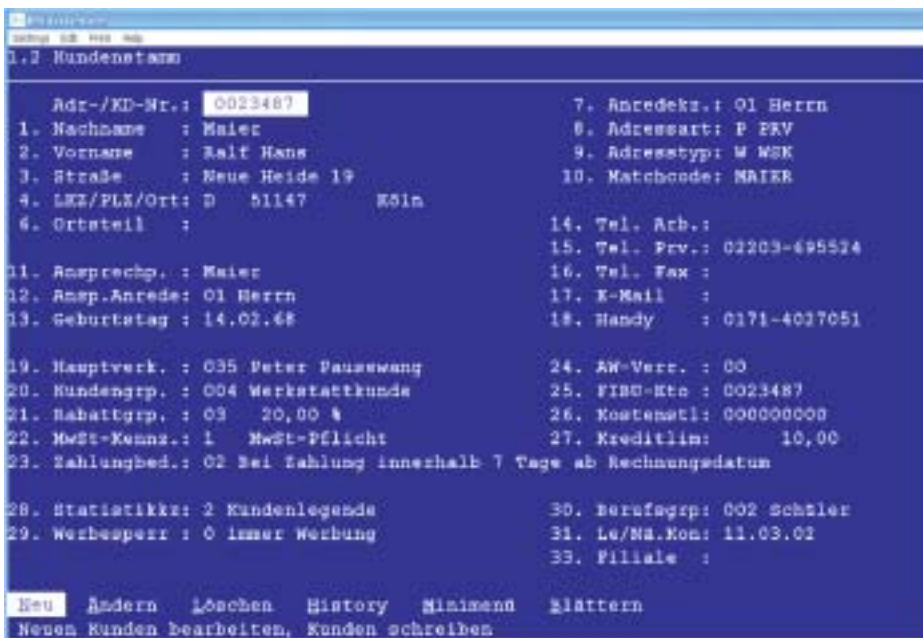 Settings Edit Print Help
1.2 Kundenstamm
Adr-/KD-Nr.: 0023487 7. Anredekz.: 01 Herrn
1. Nachname : Maier 8. Adressart: P PKV
2. Vorname : Ralf Hans 9. Adresstyp: W WSK
3. Straße : Neue Heide 19 10. Matchcode: MAIER
4. LKZ/PLZ/Ort: D 51147 Köln
6. Ortsteil : 14. Tel. Arb.:
15. Tel. Prv.: 02203-695524
11. Ansprechp. : Maier 16. Tel. Fax :
12. Ansp.Anrede: 01 Herrn 17. E-Mail :
13. Geburtstag : 14.02.68 18. Handy : 0171-4027051
19. Hauptverk. : 035 Peter Pausewang 24. AW-Verr. : 00
20. Kundengrp. : 004 Werkstattkunde 25. FIBU-Kto : 0023487
21. Rabattgrp. : 03 20,00 % 26. Kostenstl: 000000000
22. MwSt-Kennz.: 1 MwSt-Pflicht 27. Kreditlim: 10,00
23. Zahlungbed.: 02 Bei Zahlung innerhalb 7 Tage ab Rechnungsdatum
28. Statistikkz: 2 Kundenlegende 30. Berufsgrp: 002 Schüler
29. Werbesperr : 0 immer Werbung 31. Le/Nä.Kon: 11.03.02
33. Filiale :
Neu Ändern Löschen History Minimenü Blättern
Neuen Kunden bearbeiten, Kunden schreiben